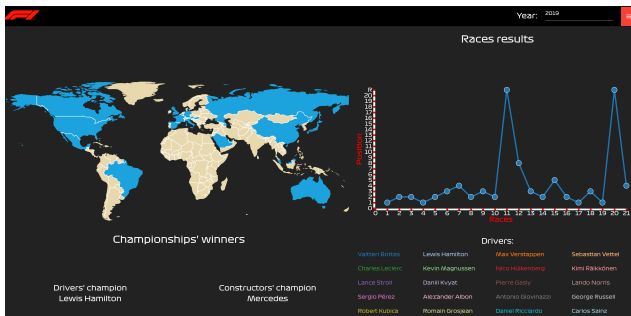 F1
Year: 2019
Races results
Position
R
20
19
18
17
16
15
14
13
12
11
10
9
8
7
6
5
4
3
2
1
0
0 1 2 3 4 5 6 7 8 9 10 11 12 13 14 15 16 17 18 19 20 21
Races
Championships' winners
Drivers' champion
Lewis Hamilton
Constructors' champion
Mercedes
Drivers:
Valtteri Bottas Lewis Hamilton Max Verstappen Sebastian Vettel
Charles Leclerc Kevin Magnussen Nico Hülkenberg Kimi Räikkönen
Lance Stroll Daniil Kvyat Pierre Gasly Lando Norris
Sergio Pérez Alexander Albon Antonio Giovinazzi George Russell
Robert Kubica Romain Grosjean Daniel Ricciardo Carlos Sainz